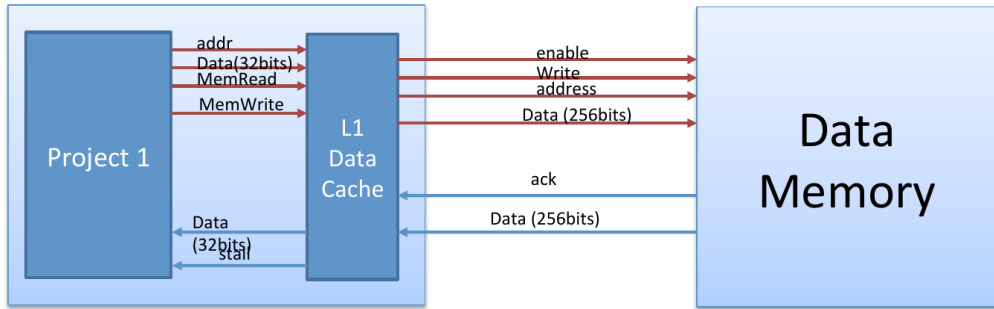 addr
Data(32bits)
MemRead
MemWrite
Project 1
L1
Data
Cache
Data
(32bits)
stall
enable
Write
address
Data (256bits)
ack
Data (256bits)
Data
Memory